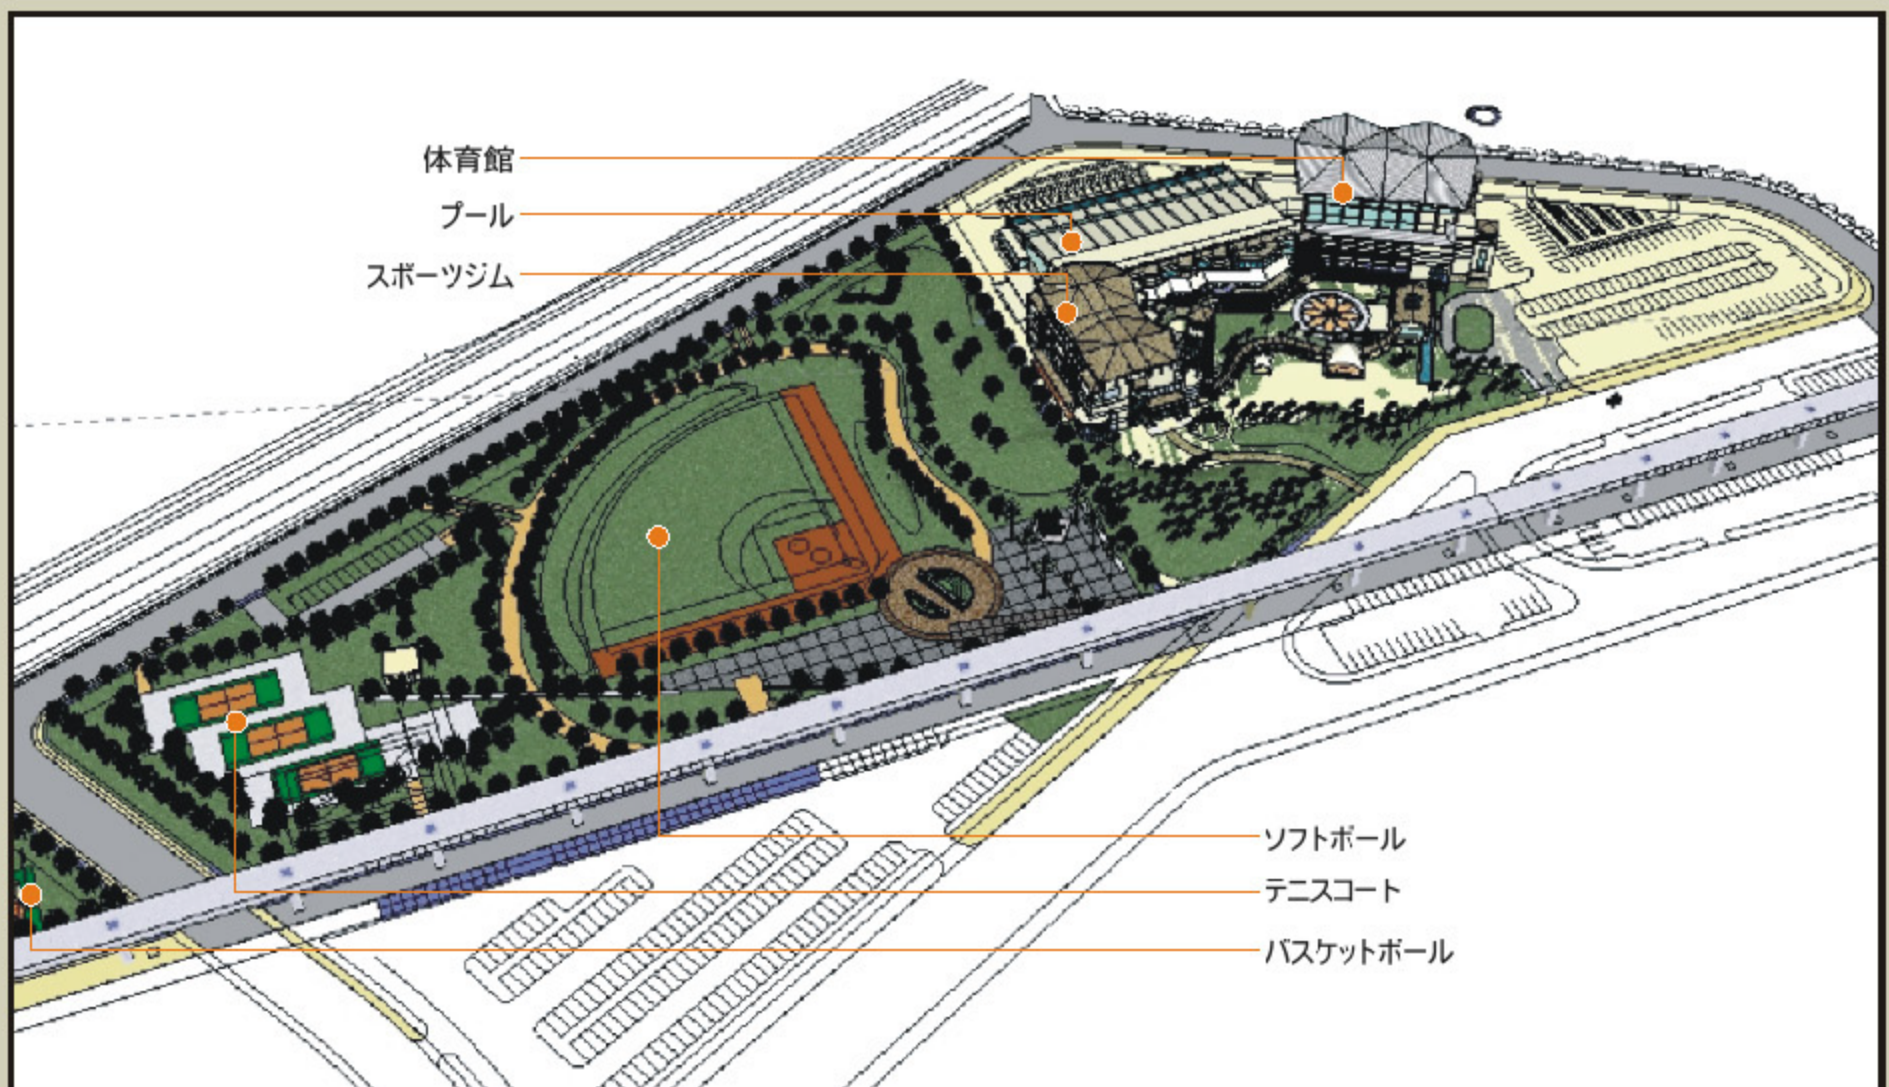 体育館
プール
スポーツジム
ソフトボール
テニスコート
バスケットボール